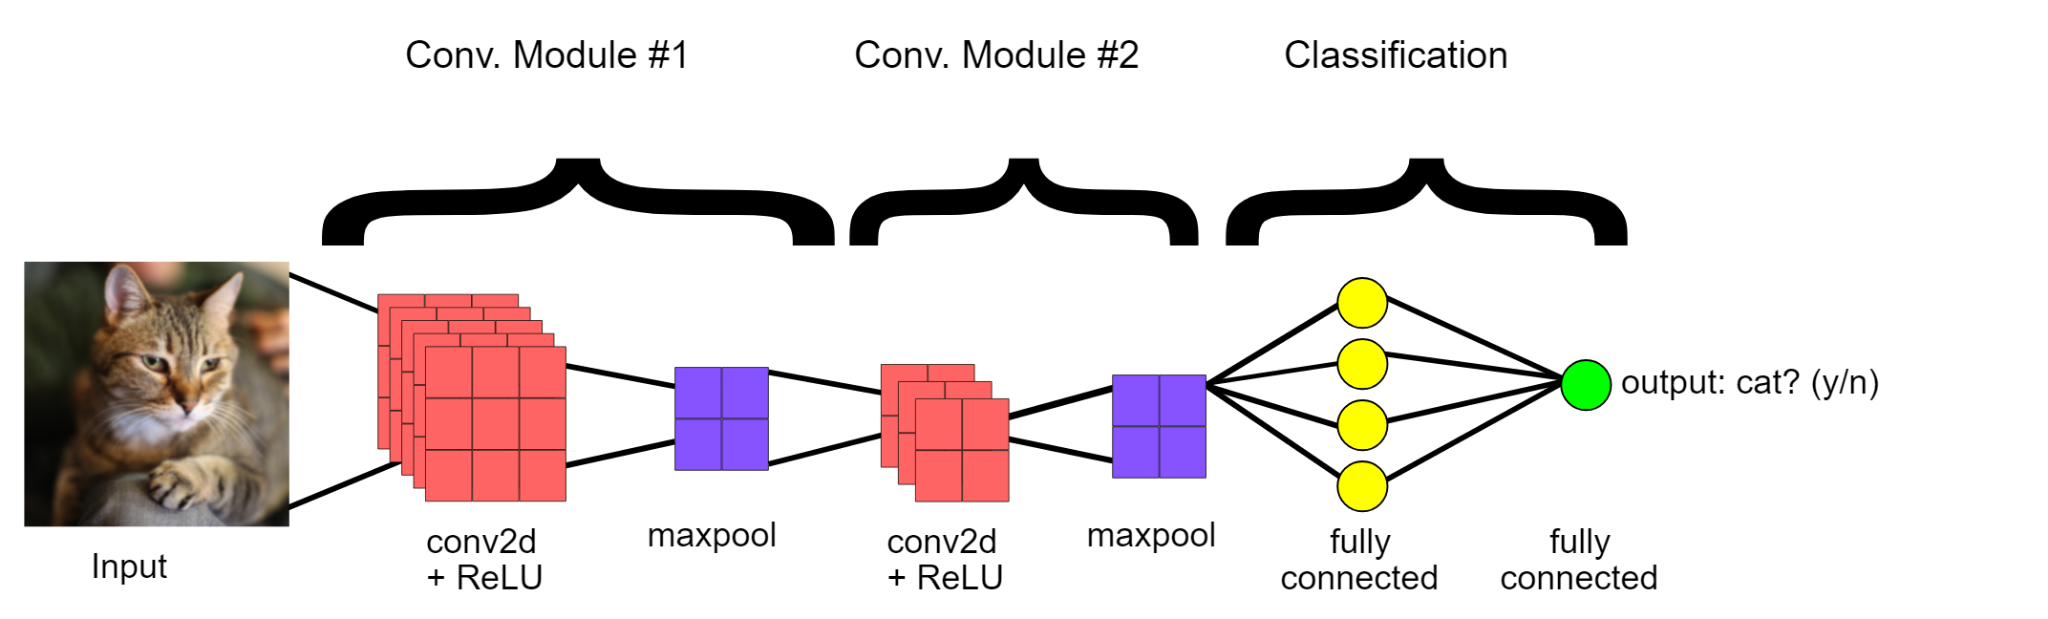 Conv. Module #1
Conv. Module #2
Classification
output: cat? (y/n)
Input
conv2d
+ ReLU
maxpool
conv2d
+ ReLU
maxpool
fully
connected
fully
connected